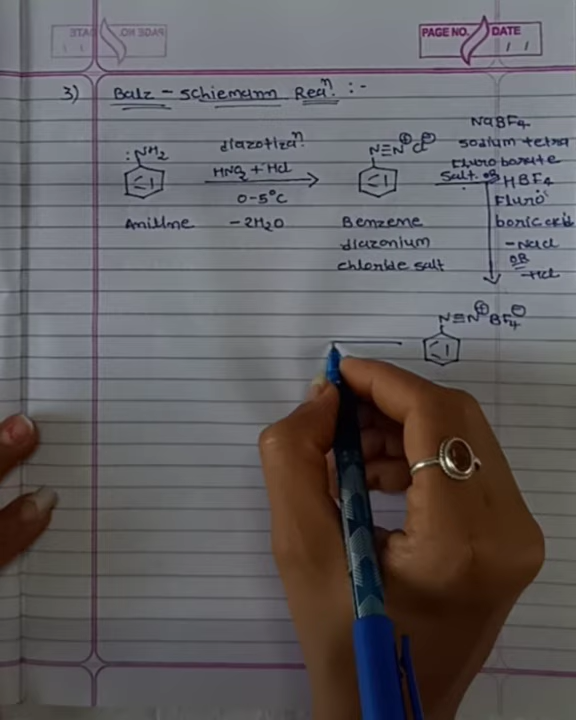 PAGE NO. DATE
/ /
3) Balz - Schiemann Reaⁿ :-
NaBF4
:NH2 diazotizaⁿ N≡N⊕Cl⊖ sodium tetra
fluroborate
HNO2 + HCl Salt. OR HBF4
0-5°C Fluro
Aniline -2H2O Benzene boric acid
diazonium -NaCl
chloride salt OR
-HCl
N≡N⊕BF4⊖